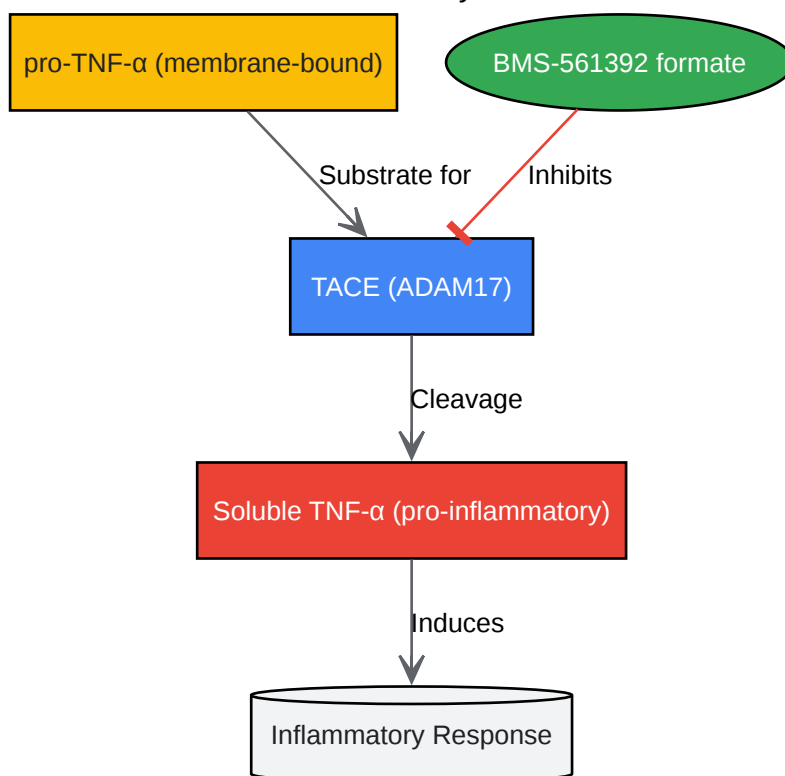 pro-TNF-α (membrane-bound)
BMS-561392 formate
Substrate for
Inhibits
TACE (ADAM17)
Cleavage
Soluble TNF-α (pro-inflammatory)
Induces
Inflammatory Response